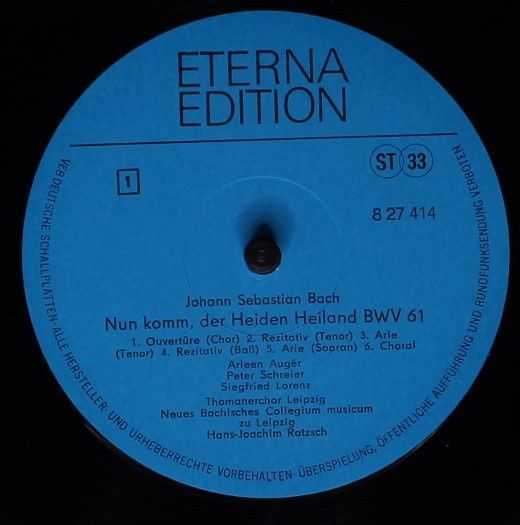 ETERNA
EDITION
1
ST 33
8 27 414
Johann Sebastian Bach
Nun komm, der Heiden Heiland BWV 61
1. Ouvertüre (Chor) 2. Rezitativ (Tenor) 3. Arie
(Tenor) 4. Rezitativ (Baß) 5. Arie (Sopran) 6. Choral
Arleen Augér
Peter Schreier
Siegfried Lorenz
Thomanerchor Leipzig
Neues Bachisches Collegium musicum
zu Leipzig
Hans-Joachim Rotzsch
VEB DEUTSCHE SCHALLPLATTEN ALLE HERSTELLER- UND URHEBERRECHTE VORBEHALTEN · ÜBERSPIELUNG, ÖFFENTLICHE AUFFÜHRUNG UND RUNDFUNKSENDUNG VERBOTEN